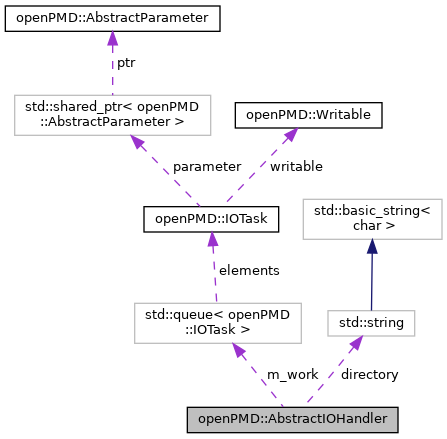 openPMD::AbstractParameter
ptr
std::shared_ptr< openPMD
::AbstractParameter >
openPMD::Writable
parameter
writable
openPMD::IOTask
std::basic_string<
char >
elements
std::queue< openPMD
::IOTask >
std::string
m_work
directory
openPMD::AbstractIOHandler